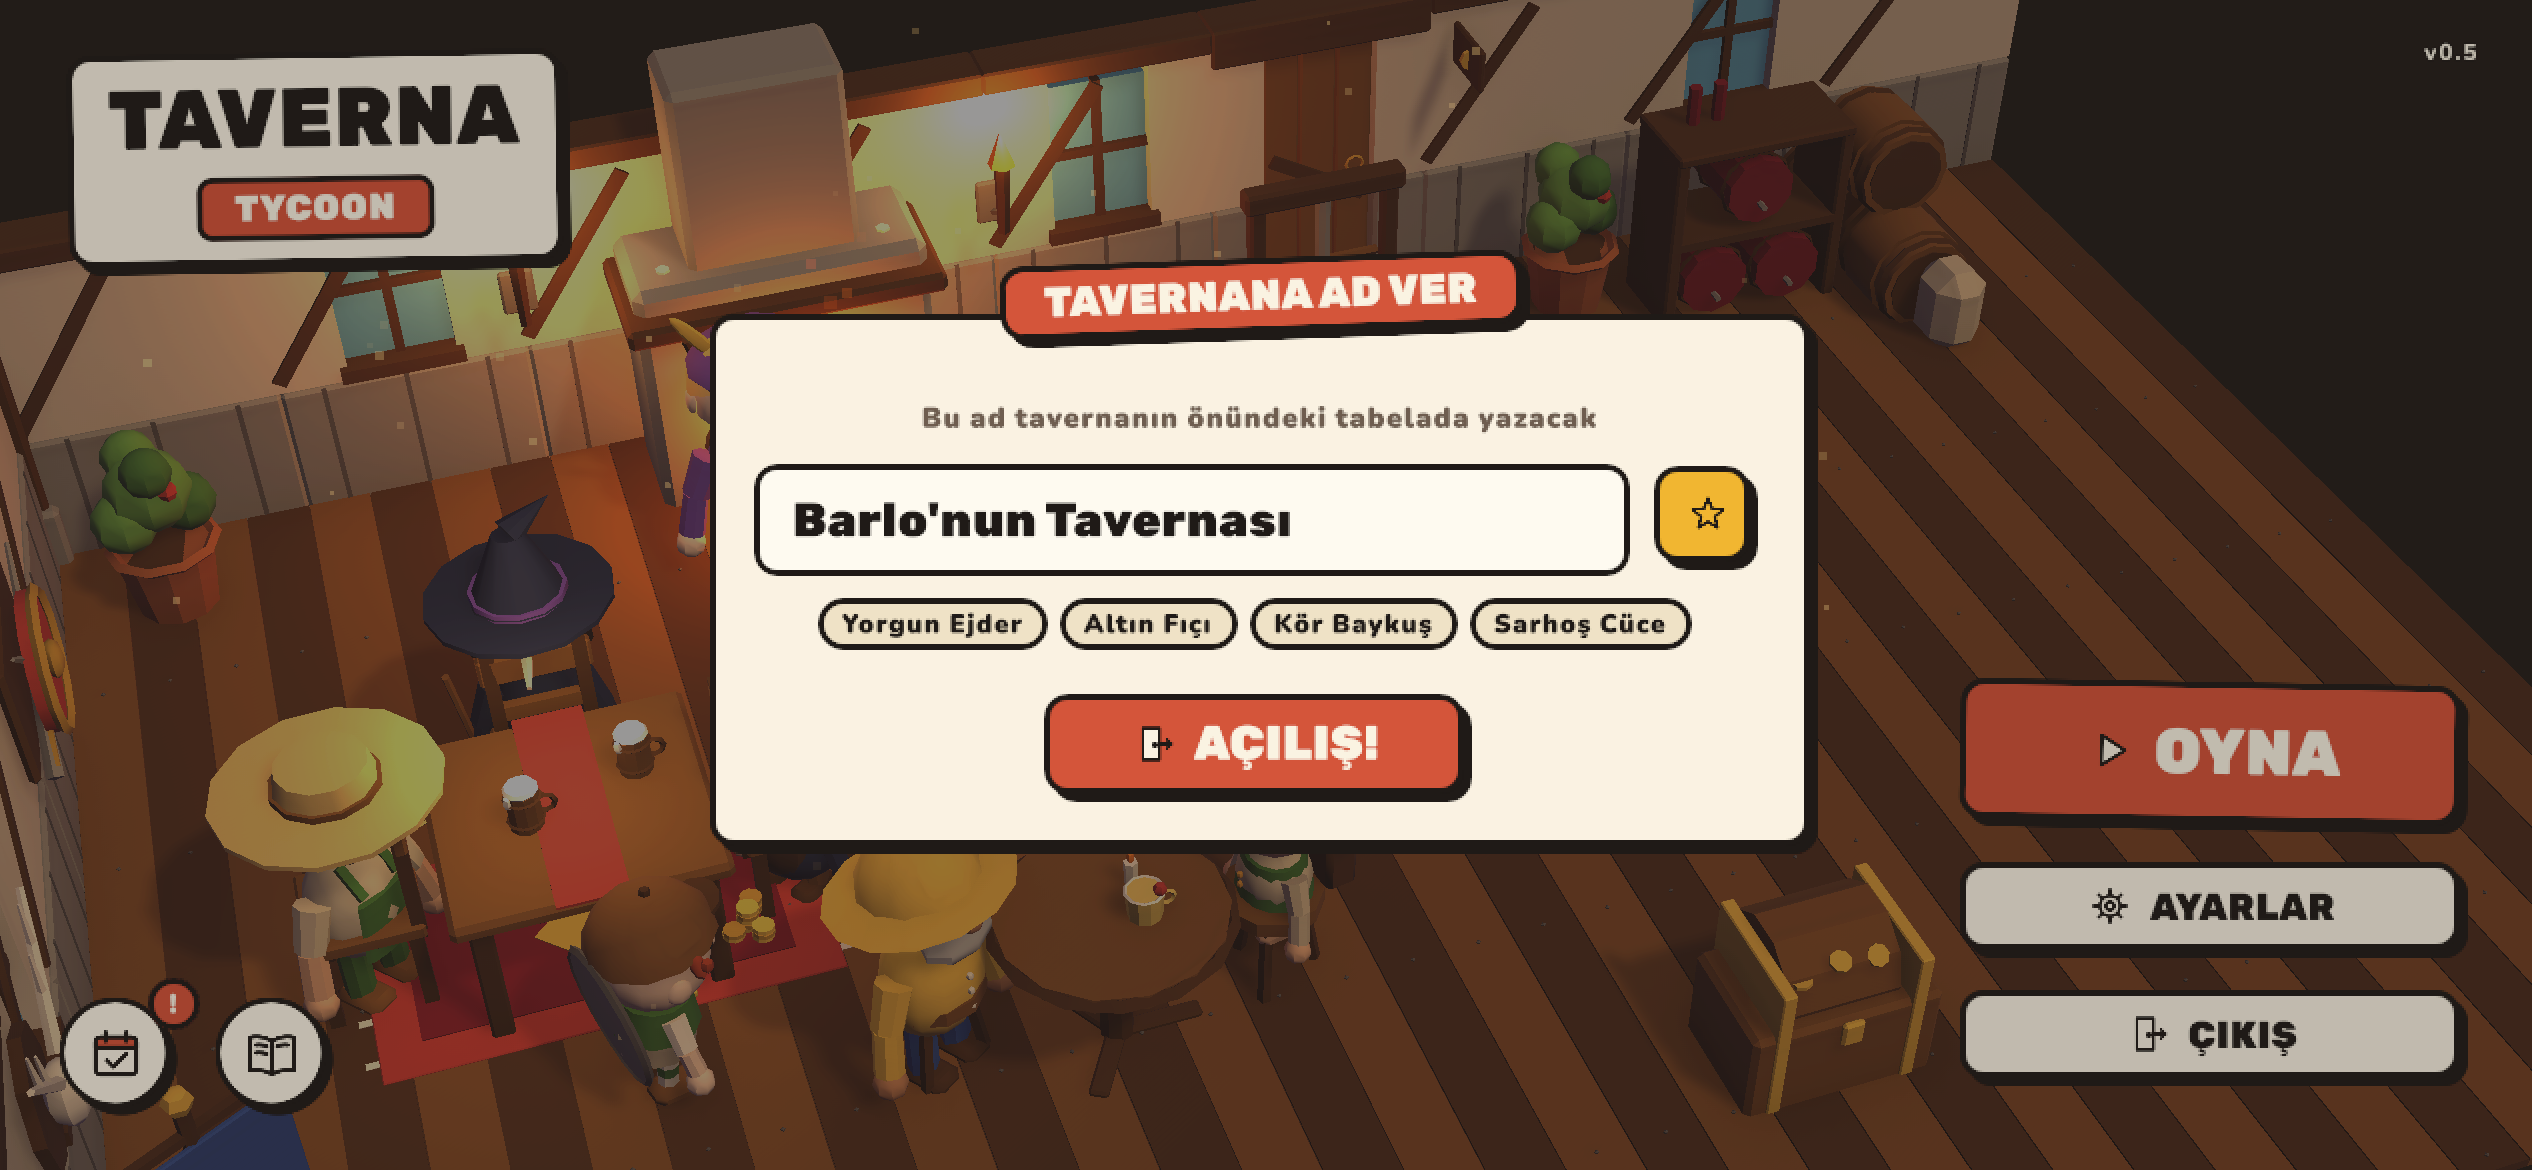 TAVERNA
TYCOON
v0.5
TAVERNANA AD VER
Bu ad tavernanın önündeki tabelada yazacak
Barlo'nun Tavernası
Yorgun Ejder
Altın Fıçı
Kör Baykuş
Sarhoş Cüce
AÇILIŞ!
OYNA
AYARLAR
ÇIKIŞ
!